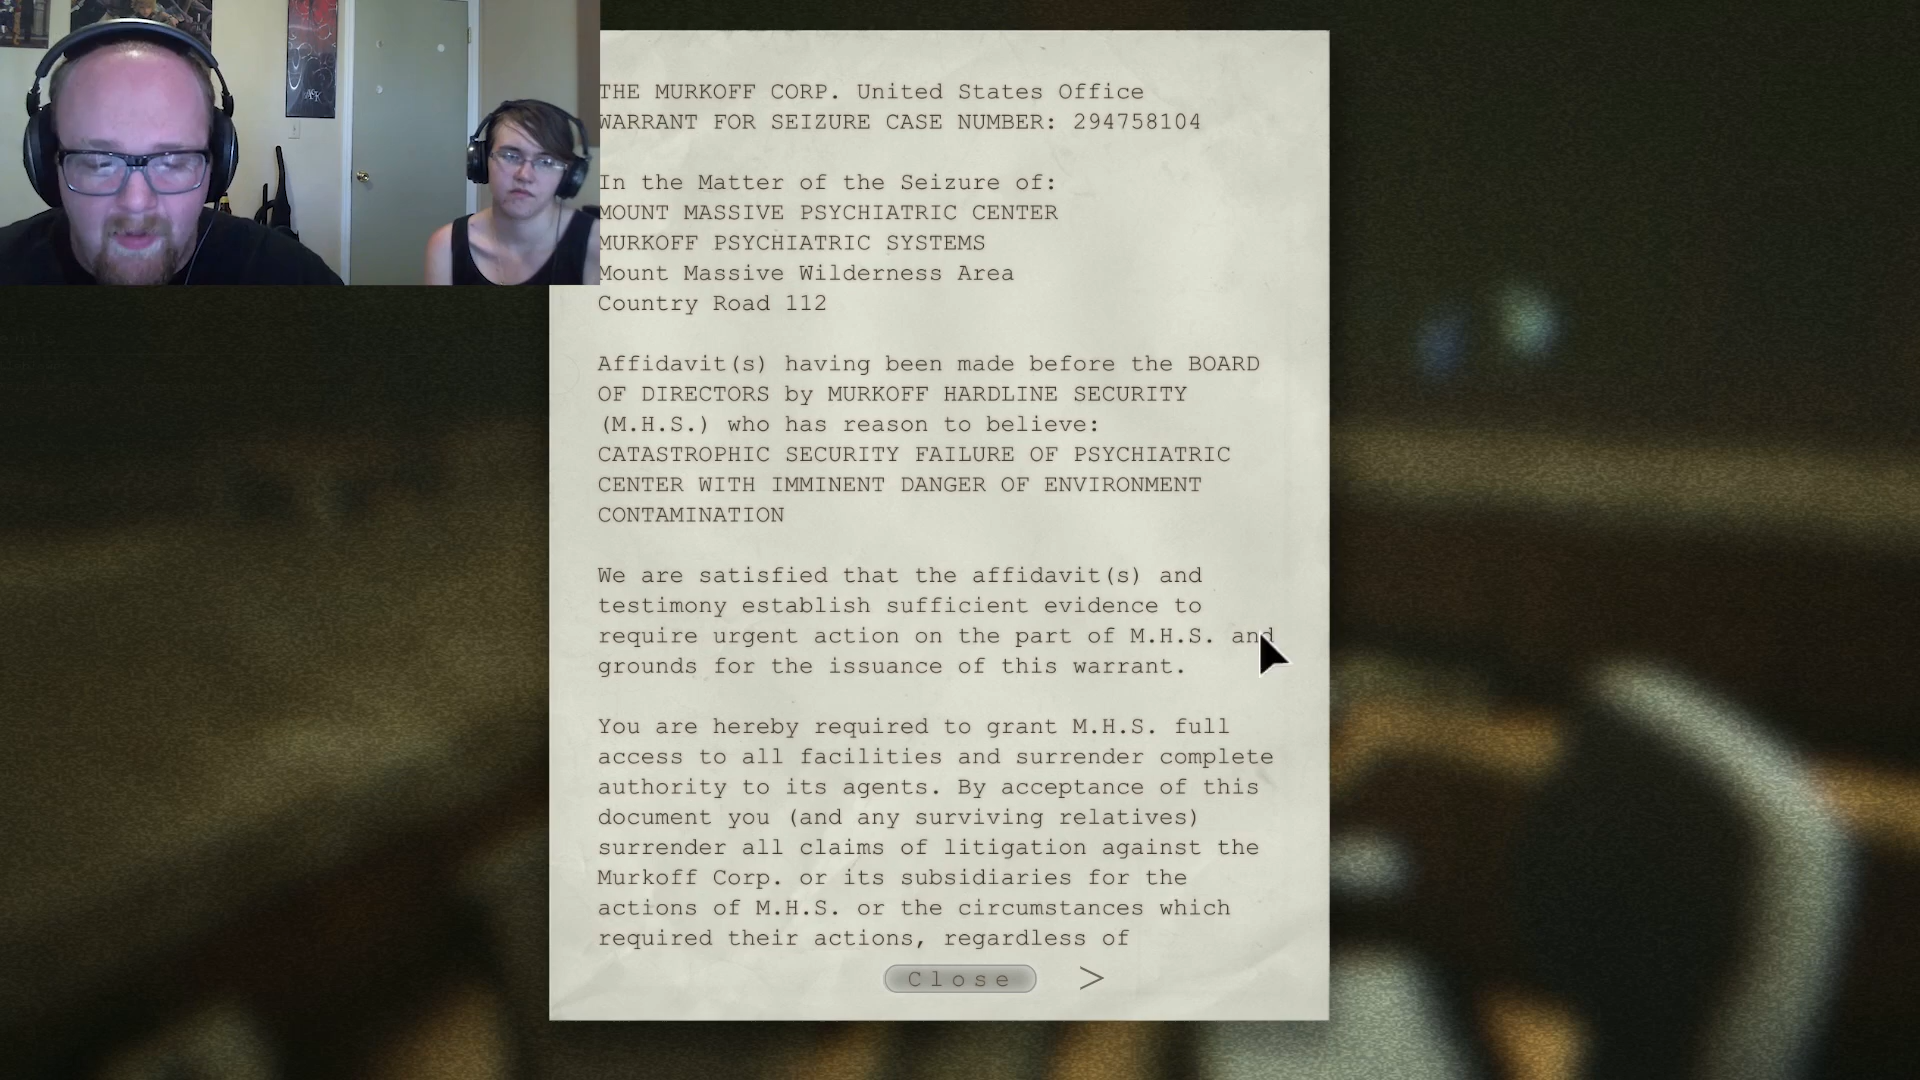 THE MURKOFF CORP. United States Office
WARRANT FOR SEIZURE CASE NUMBER: 294758104
In the Matter of the Seizure of:
MOUNT MASSIVE PSYCHIATRIC CENTER
MURKOFF PSYCHIATRIC SYSTEMS
Mount Massive Wilderness Area
Country Road 112
Affidavit(s) having been made before the BOARD
OF DIRECTORS by MURKOFF HARDLINE SECURITY
(M.H.S.) who has reason to believe:
CATASTROPHIC SECURITY FAILURE OF PSYCHIATRIC
CENTER WITH IMMINENT DANGER OF ENVIRONMENT
CONTAMINATION
We are satisfied that the affidavit(s) and
testimony establish sufficient evidence to
require urgent action on the part of M.H.S. and
grounds for the issuance of this warrant.
You are hereby required to grant M.H.S. full
access to all facilities and surrender complete
authority to its agents. By acceptance of this
document you (and any surviving relatives)
surrender all claims of litigation against the
Murkoff Corp. or its subsidiaries for the
actions of M.H.S. or the circumstances which
required their actions, regardless of
Close >